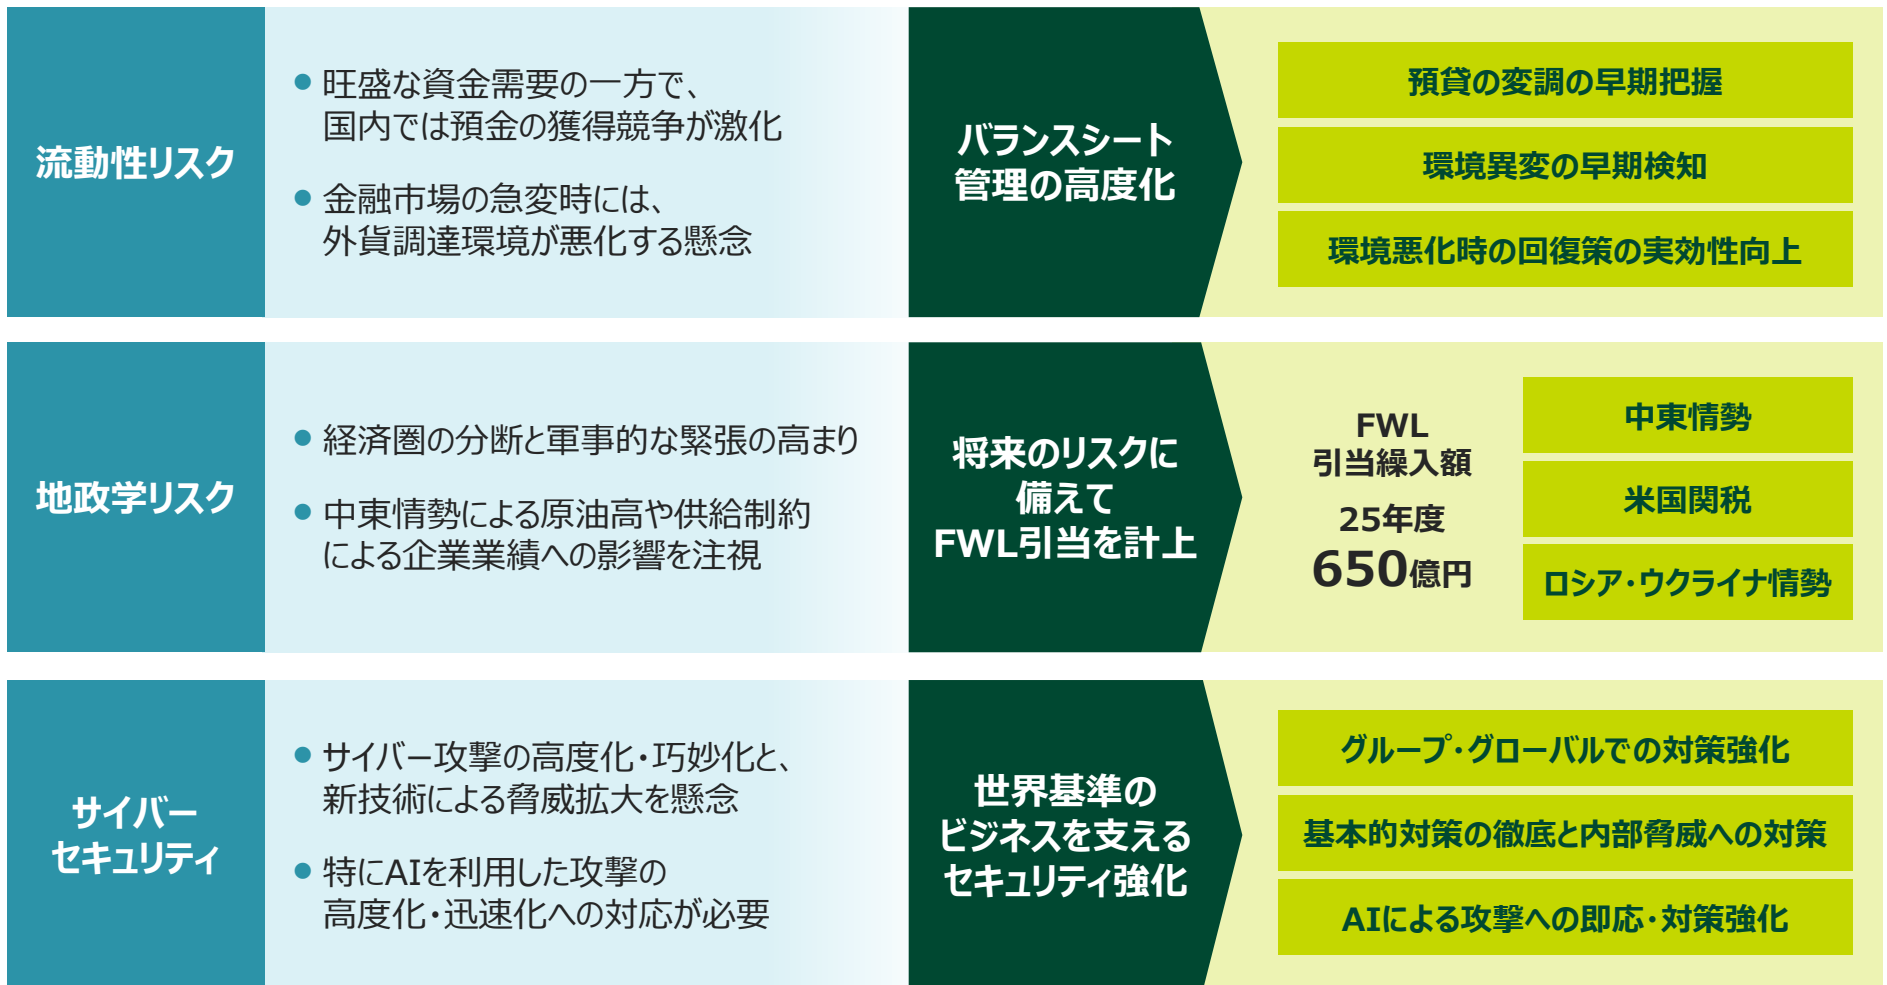 流動性リスク
● 旺盛な資金需要の一方で、
国内では預金の獲得競争が激化
● 金融市場の急変時には、
外貨調達環境が悪化する懸念
バランスシート
管理の高度化
預貸の変調の早期把握
環境異変の早期検知
環境悪化時の回復策の実効性向上
地政学リスク
● 経済圏の分断と軍事的な緊張の高まり
● 中東情勢による原油高や供給制約
による企業業績への影響を注視
将来のリスクに
備えて
FWL引当を計上
FWL
引当繰入額
25年度
650億円
中東情勢
米国関税
ロシア・ウクライナ情勢
サイバー
セキュリティ
● サイバー攻撃の高度化・巧妙化と、
新技術による脅威拡大を懸念
● 特にAIを利用した攻撃の
高度化・迅速化への対応が必要
世界基準の
ビジネスを支える
セキュリティ強化
グループ・グローバルでの対策強化
基本的対策の徹底と内部脅威への対策
AIによる攻撃への即応・対策強化